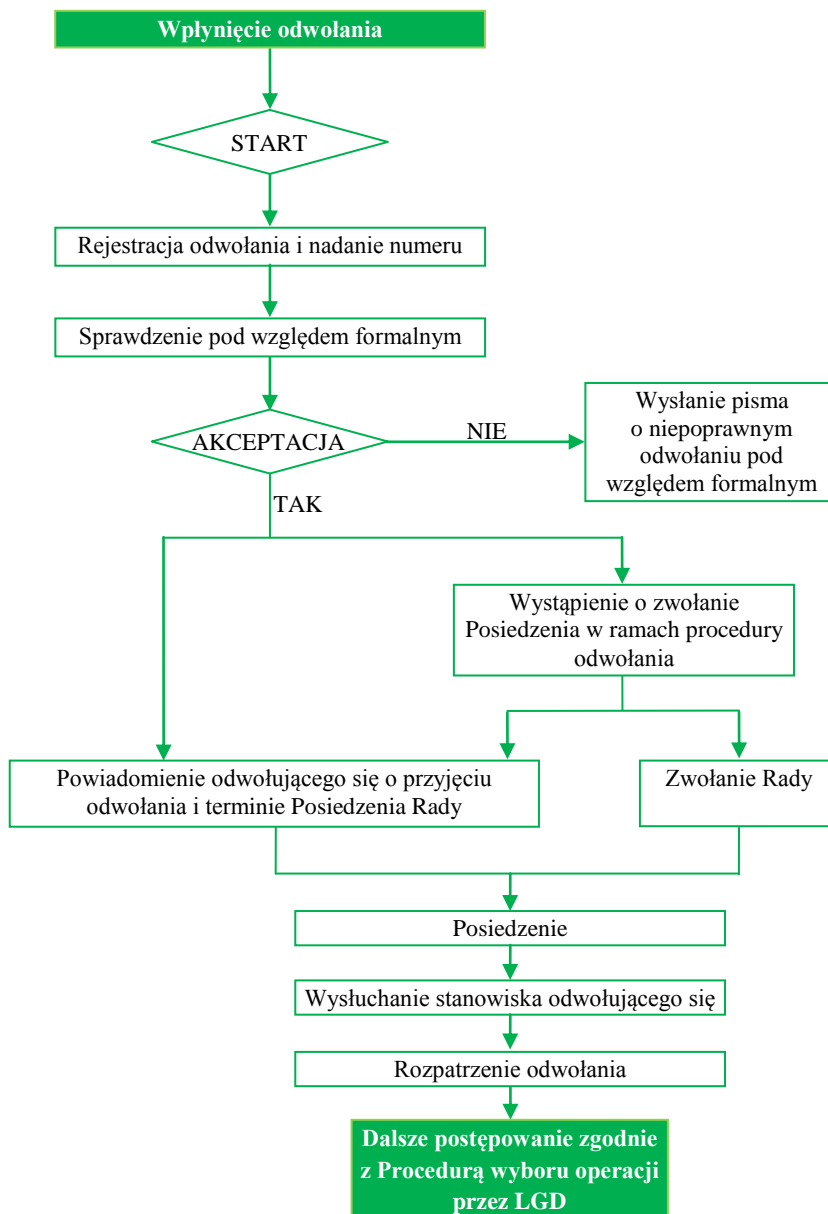 Wpłynięcie odwołania
START
Rejestracja odwołania i nadanie numeru
Sprawdzenie pod względem formalnym
AKCEPTACJA
NIE
Wysłanie pisma
o niepoprawnym
odwołaniu pod
względem formalnym
TAK
Wystąpienie o zwołanie
Posiedzenia w ramach procedury
odwołania
Powiadomienie odwołującego się o przyjęciu
odwołania i terminie Posiedzenia Rady
Zwołanie Rady
Posiedzenie
Wysłuchanie stanowiska odwołującego się
Rozpatrzenie odwołania
Dalsze postępowanie zgodnie
z Procedurą wyboru operacji
przez LGD